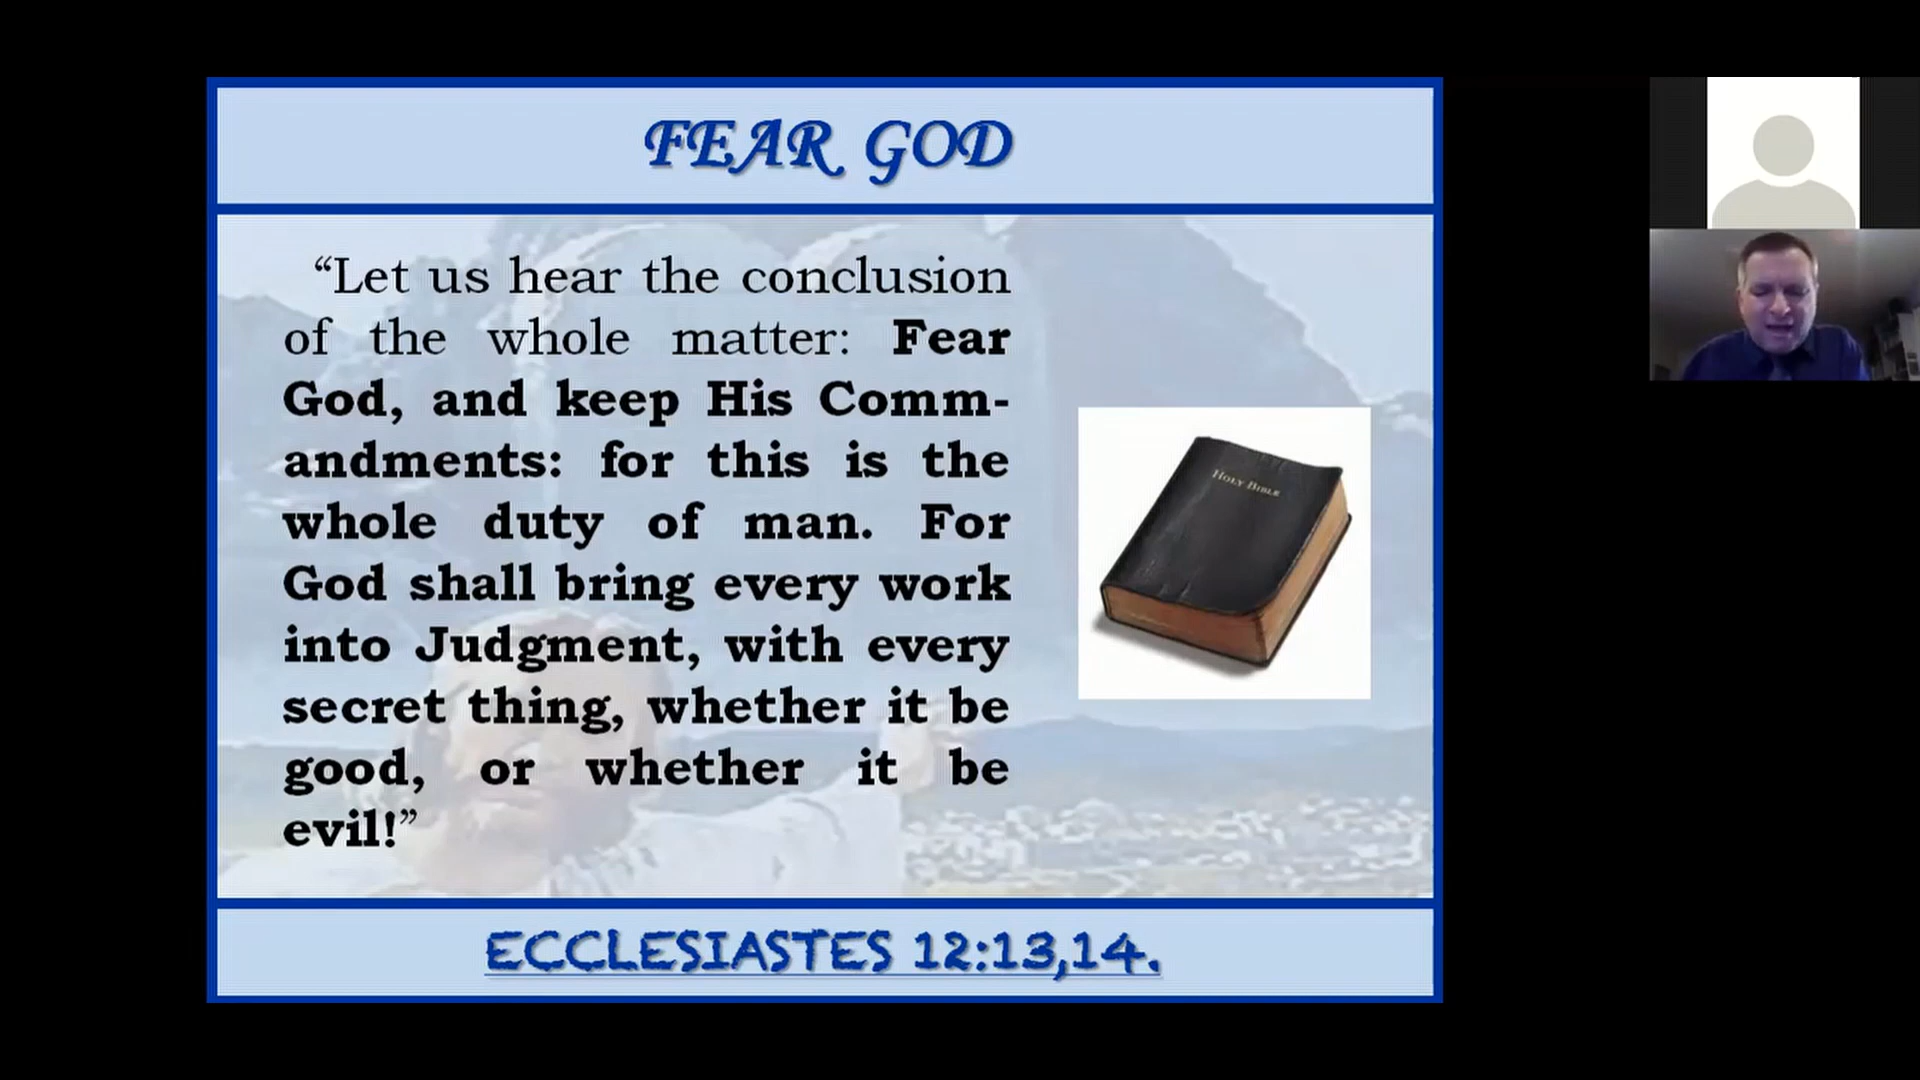 FEAR GOD
“Let us hear the conclusion
of the whole matter: Fear
God, and keep His Comm-
andments: for this is the
whole duty of man. For
God shall bring every work
into Judgment, with every
secret thing, whether it be
good, or whether it be
evil!”
HOLY BIBLE
ECCLESIASTES 12:13,14.